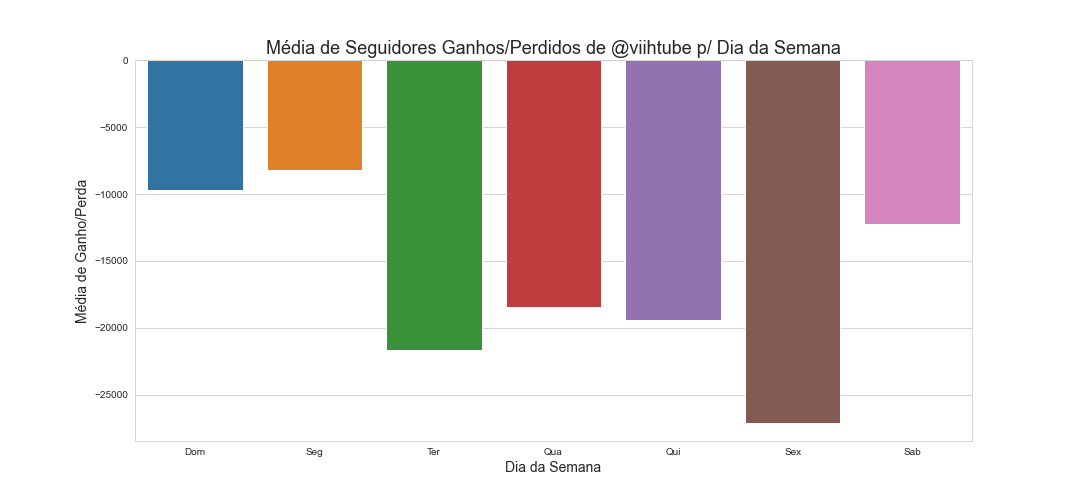 Média de Seguidores Ganhos/Perdidos de @viihtube p/ Dia da Semana
Média de Ganho/Perda
0
−5000
−10000
−15000
−20000
−25000
Dom Seg Ter Qua Qui Sex Sab
Dia da Semana